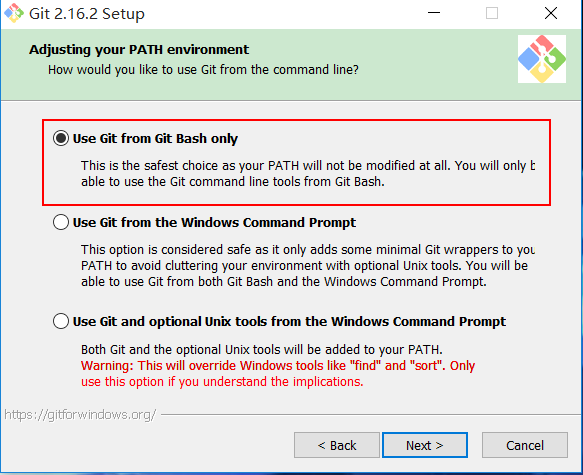 Git 2.16.2 Setup
Adjusting your PATH environment
How would you like to use Git from the command line?
Use Git from Git Bash only
This is the safest choice as your PATH will not be modified at all. You will only
able to use the Git command line tools from Git Bash.
Use Git from the Windows Command Prompt
This option is considered safe as it only adds some minimal Git wrappers to you
PATH to avoid cluttering your environment with optional Unix tools. You will be
able to use Git from both Git Bash and the Windows Command Prompt.
Use Git and optional Unix tools from the Windows Command Prompt
Both Git and the optional Unix tools will be added to your PATH.
Warning: This will override Windows tools like "find" and "sort". Only
use this option if you understand the implications.
https://gitforwindows.org/
< Back
Next >
Cancel